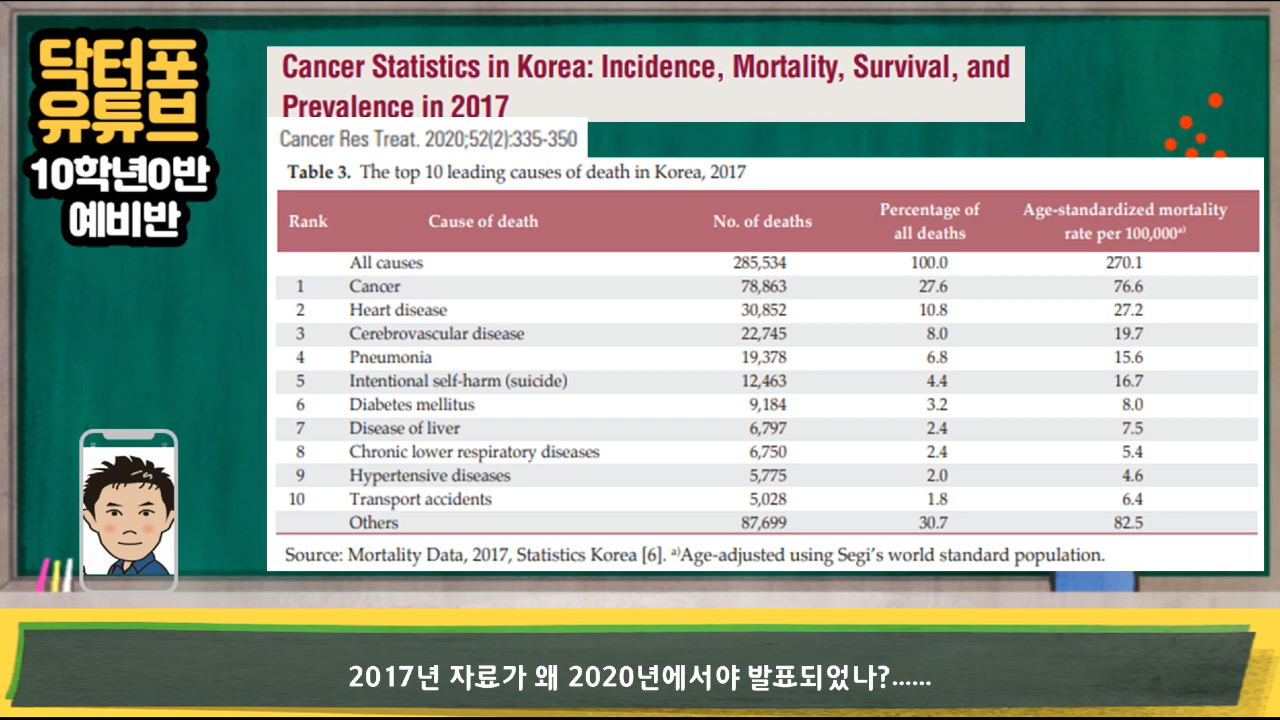 닥터포
유튜브
10학년0반
예비반
Cancer Statistics in Korea: Incidence, Mortality, Survival, and
Prevalence in 2017
Cancer Res Treat. 2020;52(2):335-350
Table 3. The top 10 leading causes of death in Korea, 2017
Rank Cause of death No. of deaths Percentage of all deaths Age-standardized mortality rate per 100,000a)
All causes 285,534 100.0 270.1
1 Cancer 78,863 27.6 76.6
2 Heart disease 30,852 10.8 27.2
3 Cerebrovascular disease 22,745 8.0 19.7
4 Pneumonia 19,378 6.8 15.6
5 Intentional self-harm (suicide) 12,463 4.4 16.7
6 Diabetes mellitus 9,184 3.2 8.0
7 Disease of liver 6,797 2.4 7.5
8 Chronic lower respiratory diseases 6,750 2.4 5.4
9 Hypertensive diseases 5,775 2.0 4.6
10 Transport accidents 5,028 1.8 6.4
Others 87,699 30.7 82.5
Source: Mortality Data, 2017, Statistics Korea [6]. a)Age-adjusted using Segi's world standard population.
2017년 자료가 왜 2020년에서야 발표되었나?......